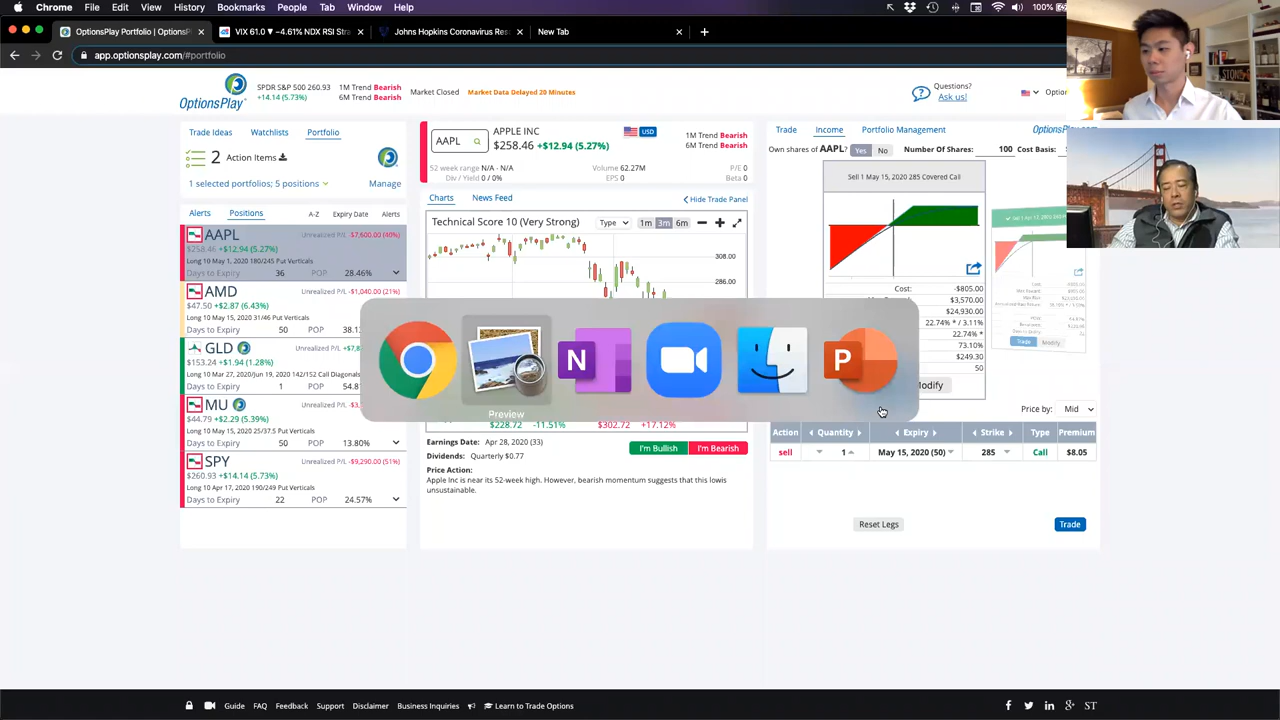 Chrome File Edit View History Bookmarks People Tab Window Help 100%
OptionsPlay Portfolio | OptionsPl
VIX 61.0 ▼ −4.61% NDX RSI Stra
Johns Hopkins Coronavirus Res
New Tab
app.optionsplay.com/#portfolio
OptionsPlay
SPDR S&P 500 260.93
+14.14 (5.73%)
1M Trend Bearish
6M Trend Bearish
Market Closed
Market Data Delayed 20 Minutes
Questions?
Ask us!
Option
Trade Ideas Watchlists Portfolio
2 Action Items
1 selected portfolios; 5 positions
Manage
Alerts Positions A-Z Expiry Date Alerts
AAPL Unrealized P/L -$7,600.00 (40%)
$258.46 +12.94 (5.27%)
Long 10 May 1, 2020 180/245 Put Verticals
Days to Expiry 36 POP 28.46%
AMD Unrealized P/L -$1,040.00 (21%)
$47.50 +2.87 (6.43%)
Long 10 May 15, 2020 31/46 Put Verticals
Days to Expiry 50 POP 38.1
GLD Unrealized P/L +$7,8
$153.24 +$1.94 (1.28%)
Long 10 Mar 27, 2020/Jun 19, 2020 142/152 Call Diagonals
Days to Expiry 1 POP 54.8
MU Unrealized P/L -$3,
$44.79 +$2.29 (5.39%)
Long 10 May 15, 2020 25/37.5 Put Verticals
Days to Expiry 50 POP 13.80%
SPY Unrealized P/L -$9,290.00 (51%)
$260.93 +$14.14 (5.73%)
Long 10 Apr 17, 2020 190/249 Put Verticals
Days to Expiry 22 POP 24.57%
AAPL
APPLE INC
USD
$258.46 +$12.94 (5.27%)
1M Trend Bearish
6M Trend Bearish
52 week range N/A - N/A Volume 62.27M P/E 0
Div / Yield 0 / 0% EPS 0 Beta 0
Charts News Feed Hide Trade Panel
Technical Score 10 (Very Strong) Type 1m 3m 6m
308.00
286.00
Preview
$228.72 -11.51% $302.72 +17.12%
Earnings Date: Apr 28, 2020 (33)
Dividends: Quarterly $0.77
I'm Bullish I'm Bearish
Price Action:
Apple Inc is near its 52-week high. However, bearish momentum suggests that this lowis
unsustainable.
Trade Income Portfolio Management
OptionsPlay.com
Own shares of AAPL? Yes No Number Of Shares: 100 Cost Basis:
Sell 1 May 15, 2020 285 Covered Call
Cost: -$805.00
$3,570.00
$24,930.00
22.74% * / 3.11%
22.74% *
73.10%
$249.30
50
Modify
Trade Modify
Price by: Mid
Action Quantity Expiry Strike Type Premium
sell 1 May 15, 2020 (50) 285 Call $8.05
Reset Legs Trade
Guide FAQ Feedback Support Disclaimer Business Inquiries Learn to Trade Options
ST